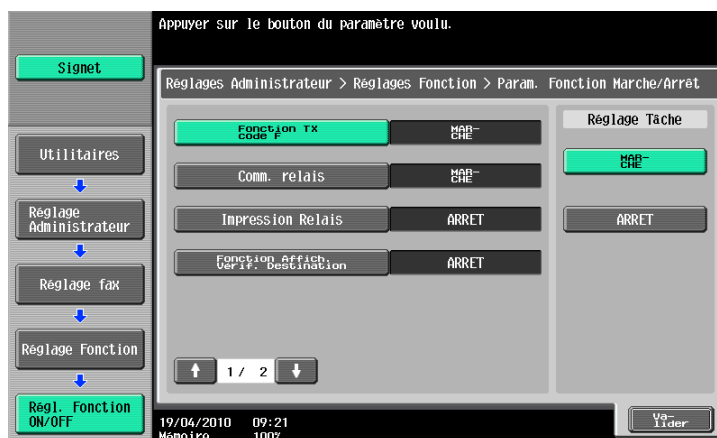 Appuyer sur le bouton du paramètre voulu.
Signet
Réglages Administrateur > Réglages Fonction > Param. Fonction Marche/Arrêt
Utilitaires
Réglage
Administrateur
Réglage fax
Réglage Fonction
Régl. Fonction
ON/OFF
Fonction TX
code F
MAR-
CHE
Comm. relais
MAR-
CHE
Impression Relais
ARRET
Fonction Affich.
Vérif. Destination
ARRET
1/ 2
Réglage Tâche
MAR-
CHE
ARRET
19/04/2010 09:21
Mémoire 100%
Va-
lider